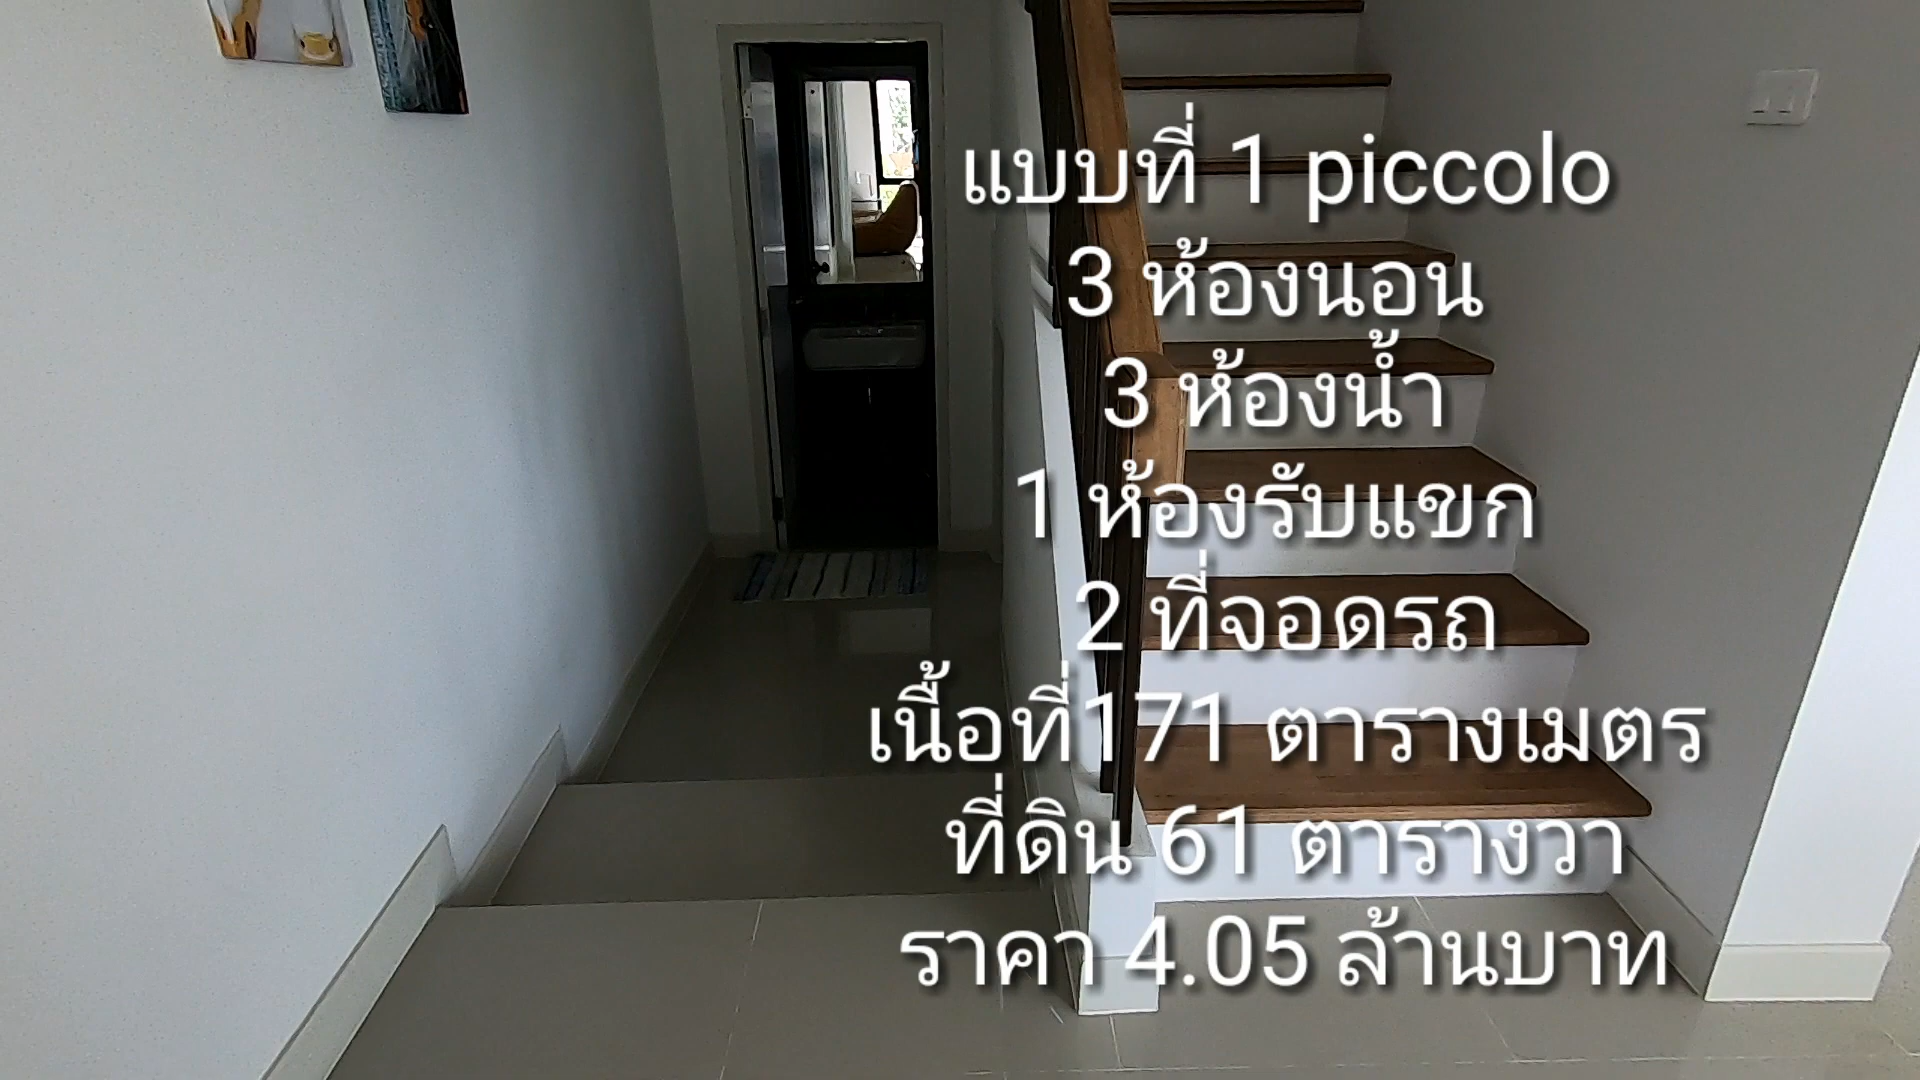 แบบที่ 1 piccolo
3 ห้องนอน
3 ห้องน้ำ
1 ห้องรับแขก
2 ที่จอดรถ
เนื้อที่171 ตารางเมตร
ที่ดิน 61 ตารางวา
ราคา 4.05 ล้านบาท